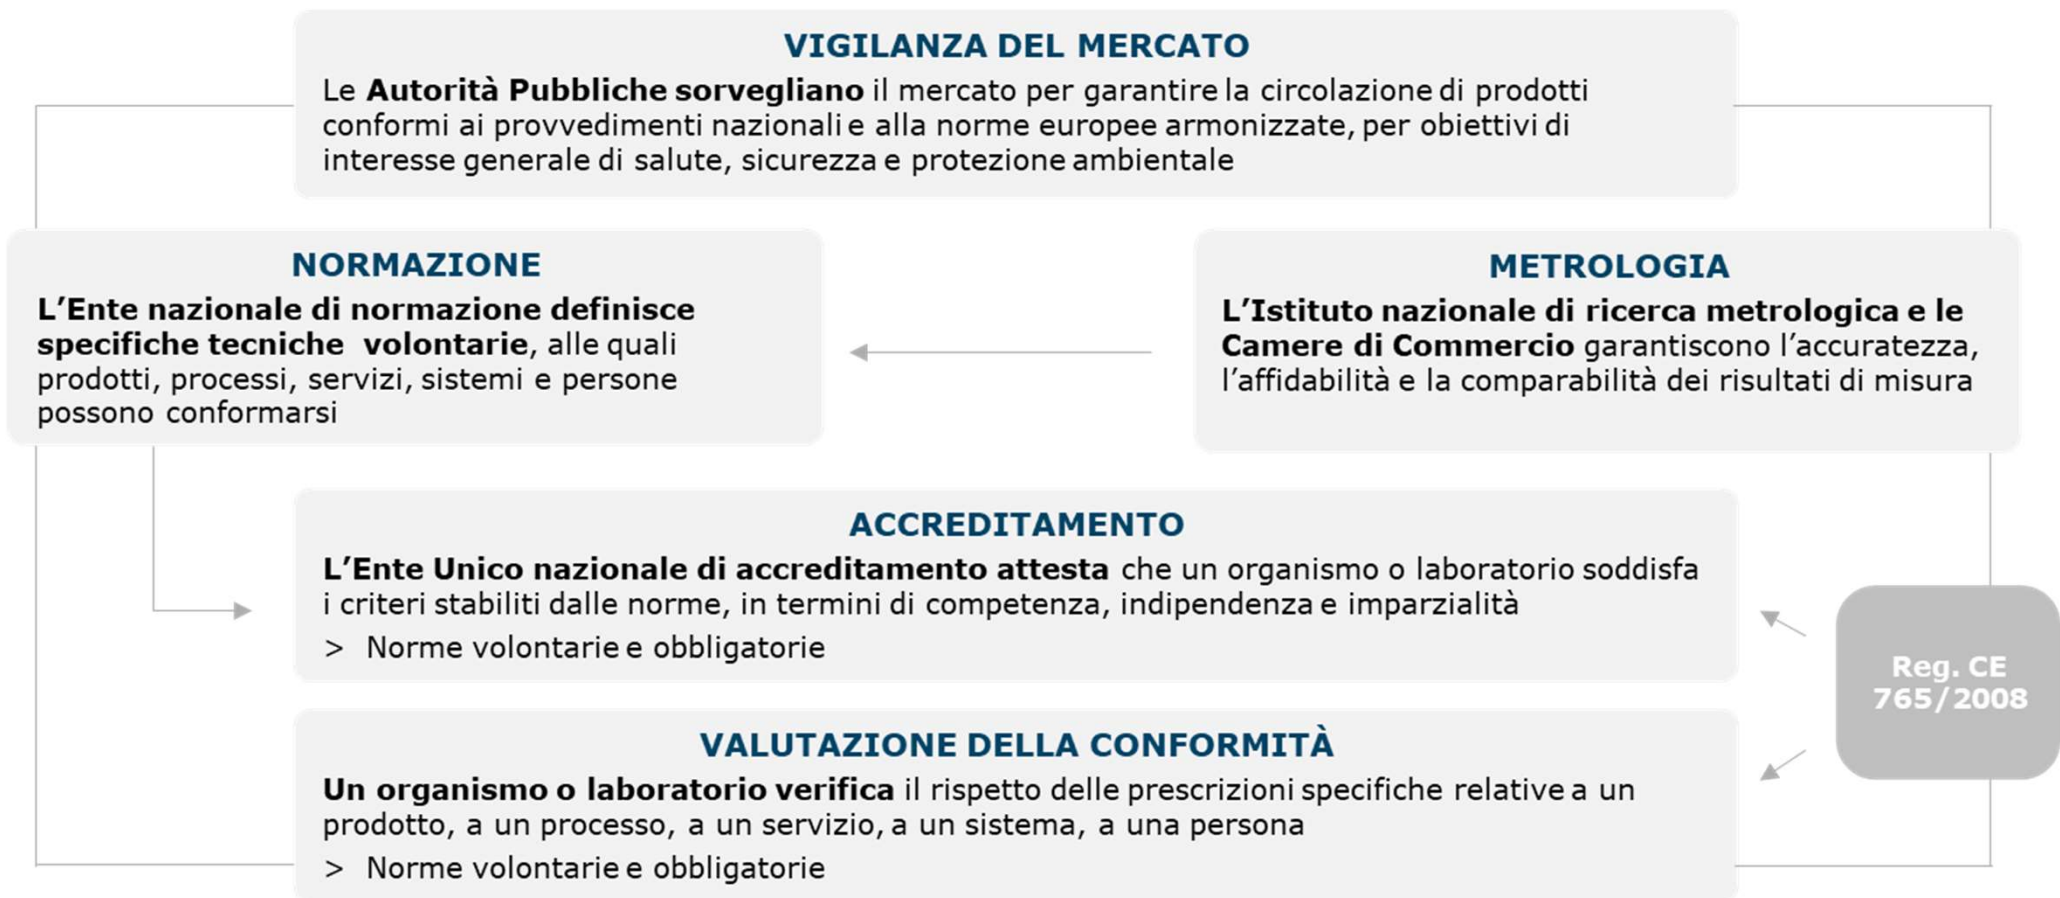 VIGILANZA DEL MERCATO
Le Autorità Pubbliche sorvegliano il mercato per garantire la circolazione di prodotti
conformi ai provvedimenti nazionali e alla norme europee armonizzate, per obiettivi di
interesse generale di salute, sicurezza e protezione ambientale
NORMAZIONE
L’Ente nazionale di normazione definisce
specifiche tecniche volontarie, alle quali
prodotti, processi, servizi, sistemi e persone
possono conformarsi
METROLOGIA
L’Istituto nazionale di ricerca metrologica e le
Camere di Commercio garantiscono l’accuratezza,
l’affidabilità e la comparabilità dei risultati di misura
ACCREDITAMENTO
L’Ente Unico nazionale di accreditamento attesta che un organismo o laboratorio soddisfa
i criteri stabiliti dalle norme, in termini di competenza, indipendenza e imparzialità
> Norme volontarie e obbligatorie
Reg. CE
765/2008
VALUTAZIONE DELLA CONFORMITÀ
Un organismo o laboratorio verifica il rispetto delle prescrizioni specifiche relative a un
prodotto, a un processo, a un servizio, a un sistema, a una persona
> Norme volontarie e obbligatorie